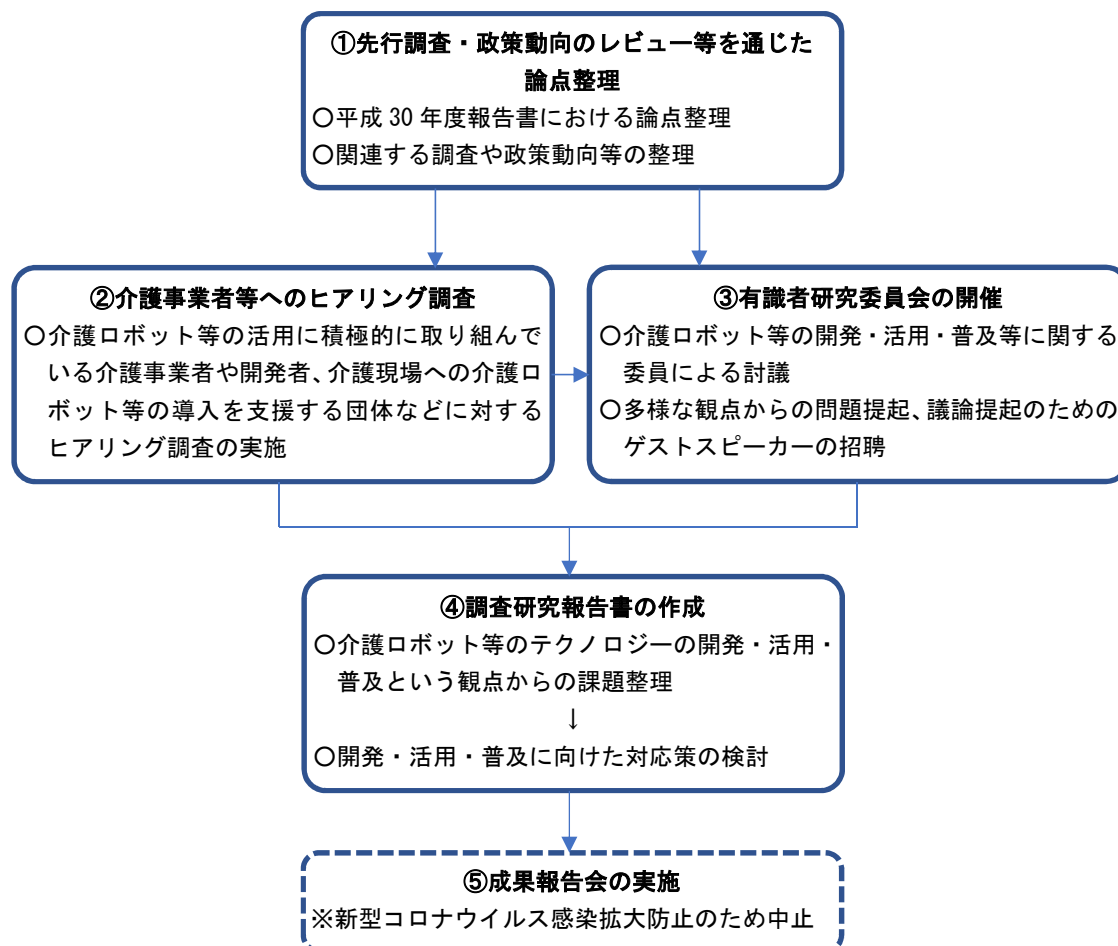 ①先行調査・政策動向のレビュー等を通じた
論点整理
○平成 30 年度報告書における論点整理
○関連する調査や政策動向等の整理
②介護事業者等へのヒアリング調査
○介護ロボット等の活用に積極的に取り組んで
いる介護事業者や開発者、介護現場への介護ロ
ボット等の導入を支援する団体などに対する
ヒアリング調査の実施
③有識者研究委員会の開催
○介護ロボット等の開発・活用・普及等に関する
委員による討議
○多様な観点からの問題提起、議論提起のための
ゲストスピーカーの招聘
④調査研究報告書の作成
○介護ロボット等のテクノロジーの開発・活用・
普及という観点からの課題整理
↓
○開発・活用・普及に向けた対応策の検討
⑤成果報告会の実施
※新型コロナウイルス感染拡大防止のため中止